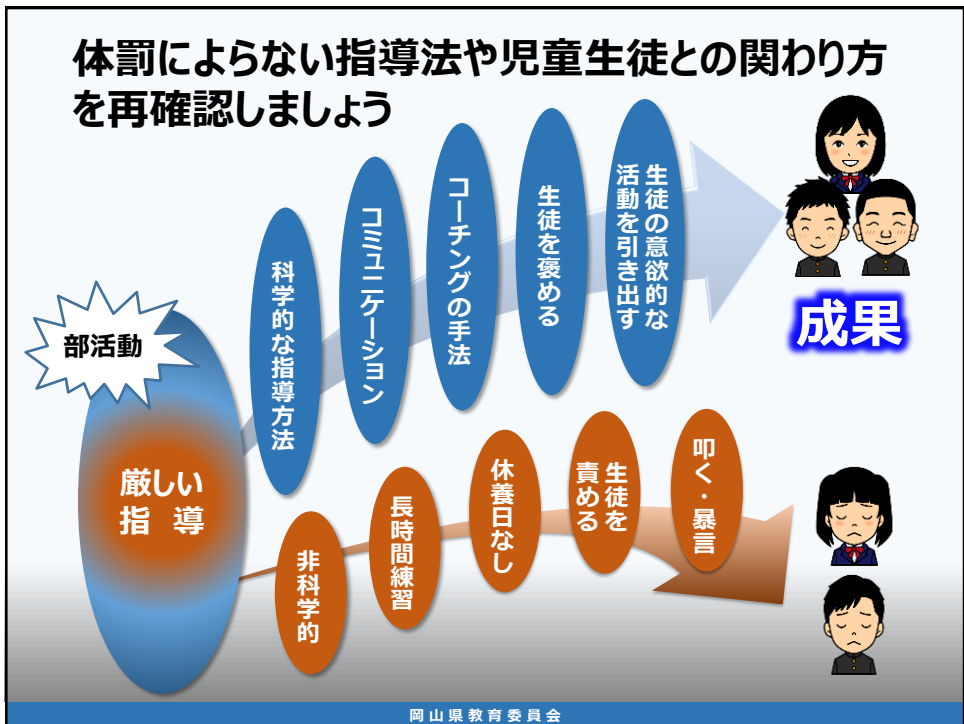 体罰によらない指導法や児童生徒との関わり方
を再確認しましょう
部活動
厳しい
指 導
科学的な指導方法
コミュニケーション
コーチングの手法
生徒を褒める
生徒の意欲的な
活動を引き出す
成果
非科学的
長時間練習
休養日なし
生徒を
責める
叩く・暴言
岡山県教育委員会